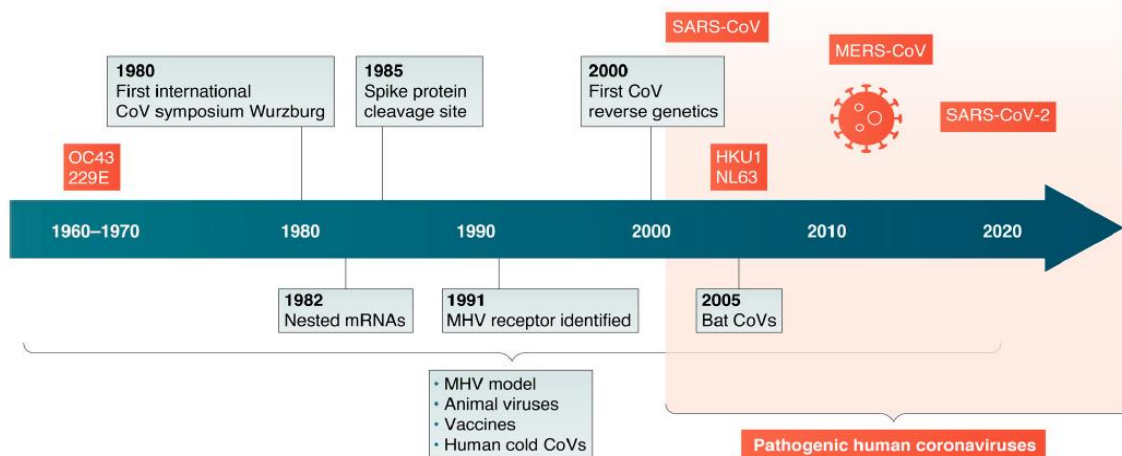 SARS-CoV
MERS-CoV
SARS-CoV-2
1980
First international
CoV symposium Wurzburg
1985
Spike protein
cleavage site
2000
First CoV
reverse genetics
OC43
229E
HKU1
NL63
1960–1970
1980
1990
2000
2010
2020
1982
Nested mRNAs
1991
MHV receptor identified
2005
Bat CoVs
• MHV model
• Animal viruses
• Vaccines
• Human cold CoVs
Pathogenic human coronaviruses